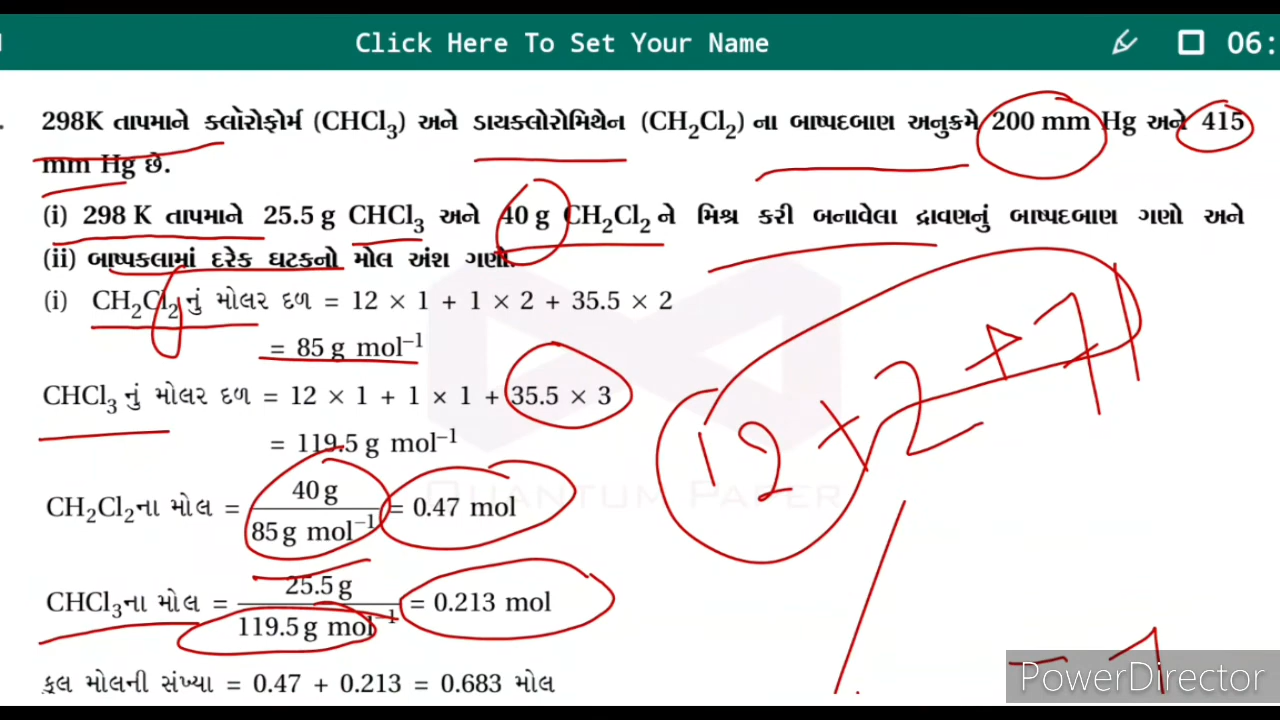 Click Here To Set Your Name
06:
298K તાપમાને ક્લૉરોફોર્મ (CHCl₃) અને ડાયક્લોરોમિથેન (CH₂Cl₂) ના બાષ્પદબાણ અનુક્રમે 200 mm Hg અને 415
mm Hg છે.
(i) 298 K તાપમાને 25.5 g CHCl₃ અને 40 g CH₂Cl₂ ને મિશ્ર કરી બનાવેલા દ્રાવણનું બાષ્પદબાણ ગણો અને
(ii) બાષ્પકલામાં દરેક ઘટકનો મોલ અંશ ગણો.
(i) CH₂Cl₂ નું મોલર દળ = 12 × 1 + 1 × 2 + 35.5 × 2
= 85 g mol⁻¹
CHCl₃ નું મોલર દળ = 12 × 1 + 1 × 1 + 35.5 × 3
= 119.5 g mol⁻¹
12 + 2 + 71
CH₂Cl₂ના મોલ = 40 g / 85 g mol⁻¹ = 0.47 mol
QUANTUM PAPER
CHCl₃ના મોલ = 25.5 g / 119.5 g mol⁻¹ = 0.213 mol
કુલ મોલની સંખ્યા = 0.47 + 0.213 = 0.683 મોલ
PowerDirector